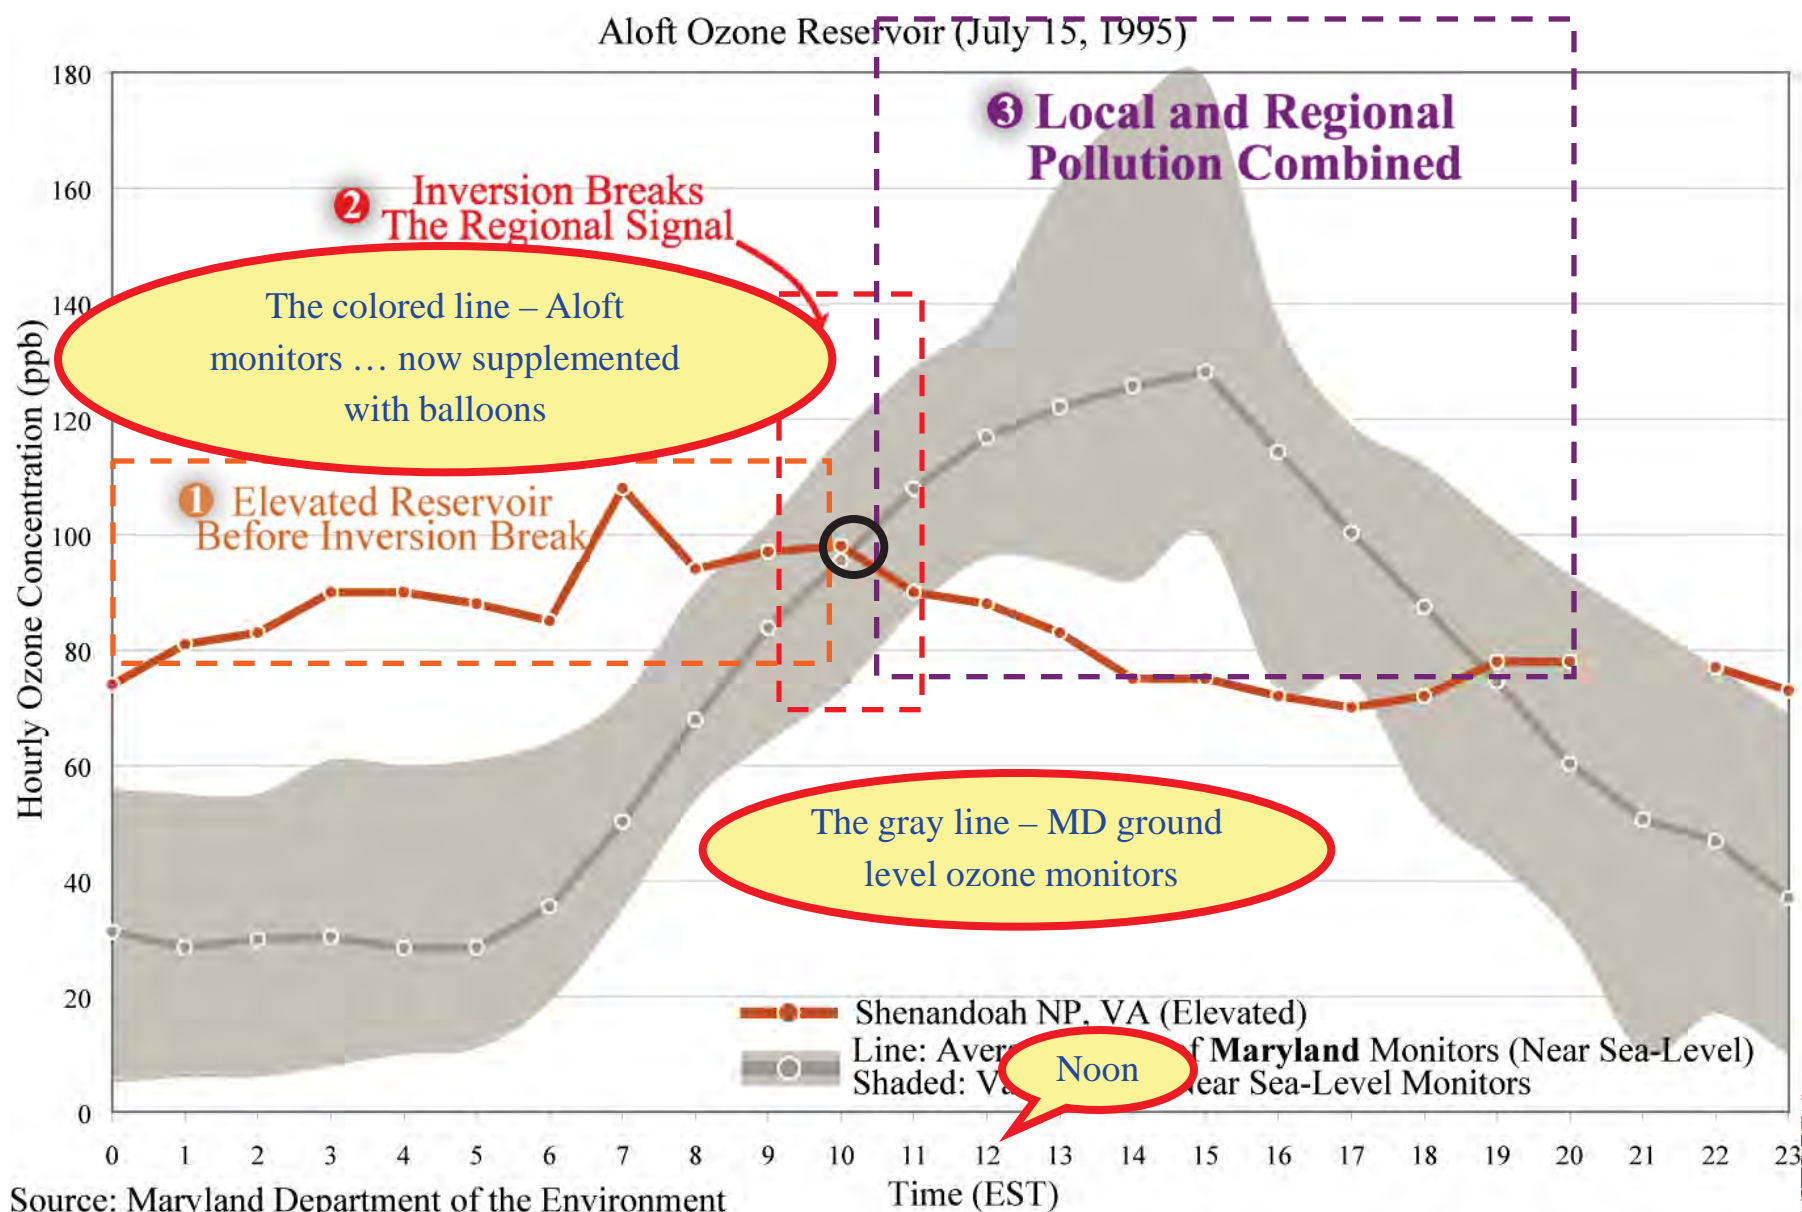 Aloft Ozone Reservoir (July 15, 1995)
Hourly Ozone Concentration (ppb)
180
160
140
120
100
80
60
40
20
0
❸ Local and Regional
Pollution Combined
❷ Inversion Breaks
The Regional Signal
The colored line – Aloft
monitors … now supplemented
with balloons
❶ Elevated Reservoir
Before Inversion Break
The gray line – MD ground
level ozone monitors
Shenandoah NP, VA (Elevated)
Line: of Maryland Monitors (Near Sea-Level)
Shaded: Near Sea-Level Monitors
Noon
0 1 2 3 4 5 6 7 8 9 10 11 12 13 14 15 16 17 18 19 20 21 22 23
Time (EST)
Source: Maryland Department of the Environment